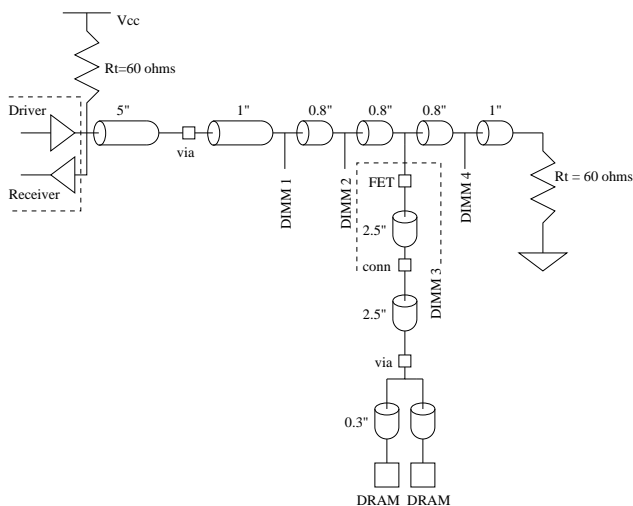 Vcc
Rt=60 ohms
Driver
5"
1"
0.8"
0.8"
0.8"
1"
via
Receiver
DIMM 1
DIMM 2
FET
DIMM 4
Rt = 60 ohms
2.5"
conn
DIMM 3
2.5"
via
0.3"
DRAM DRAM